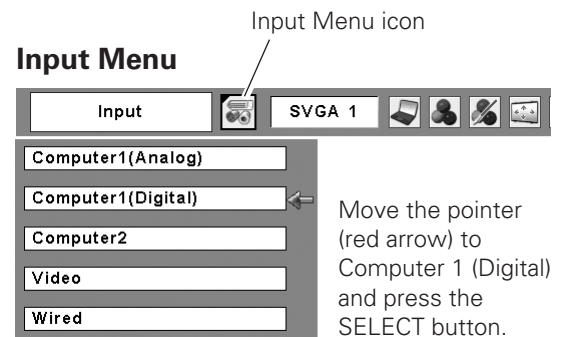 Input Menu icon
Input Menu
Input
SVGA 1
Computer1(Analog)
Computer1(Digital)
Computer2
Video
Wired
Move the pointer
(red arrow) to
Computer 1 (Digital)
and press the
SELECT button.